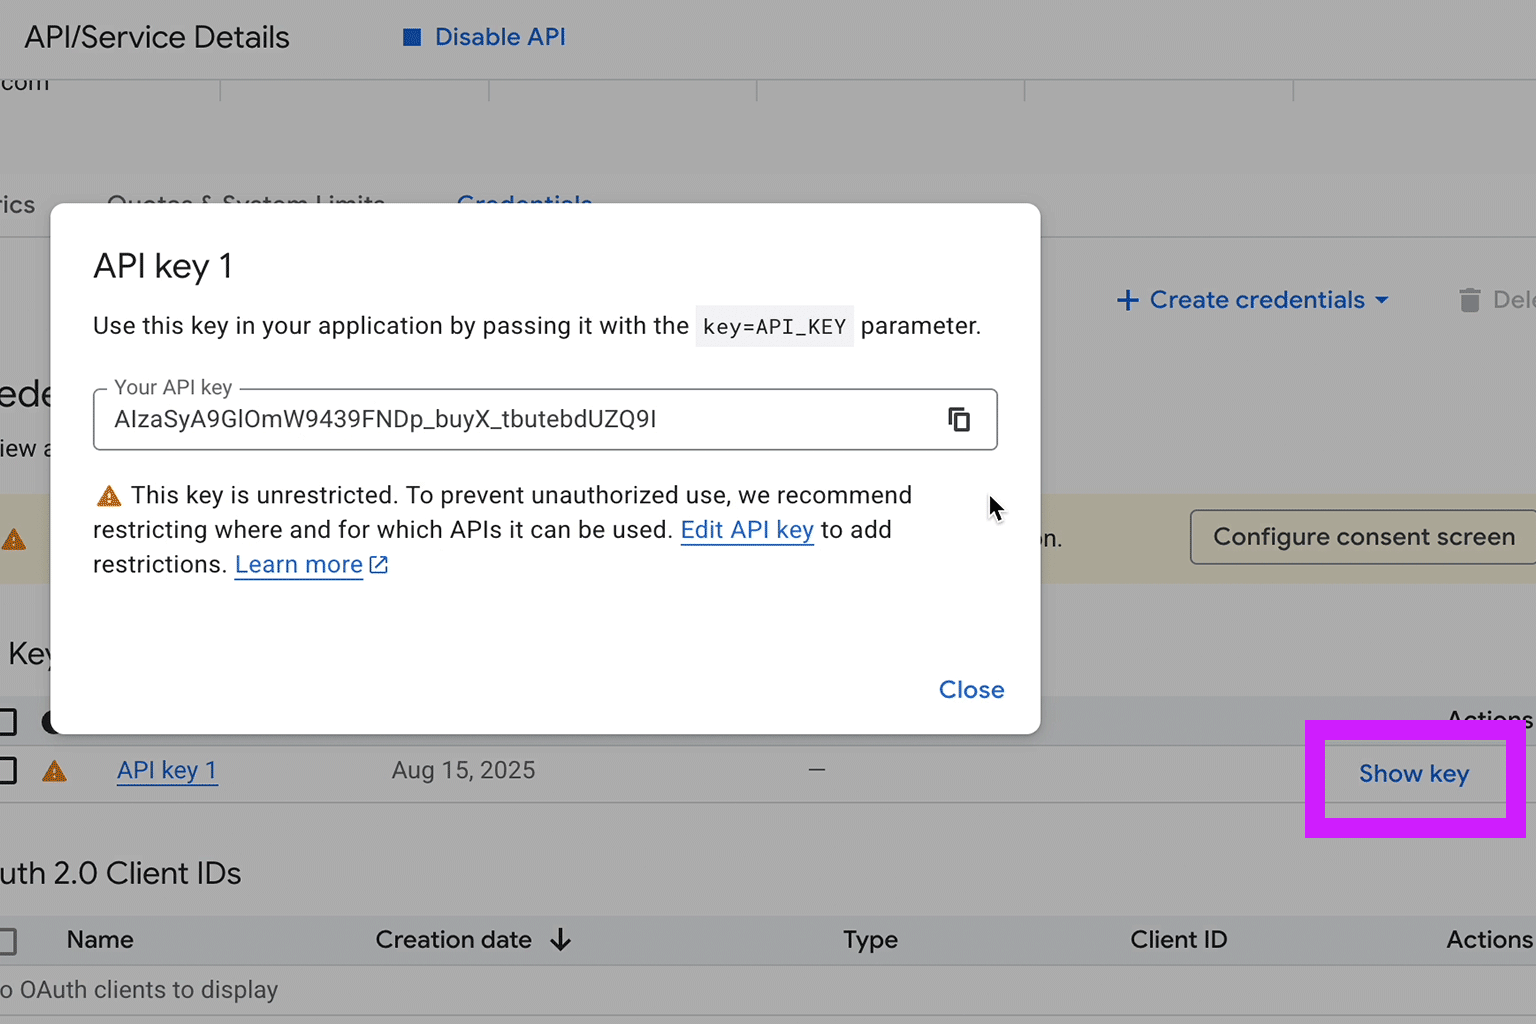 API/Service Details
Disable API
com
rics Quotas & System Limits Credentials
API key 1
Use this key in your application by passing it with the key=API_KEY parameter.
Create credentials
Dele
Your API key
AIzaSyA9GlOmW9439FNDp_buyX_tbutebdUZQ9I
This key is unrestricted. To prevent unauthorized use, we recommend
restricting where and for which APIs it can be used. Edit API key to add
restrictions. Learn more
Close
ede
iew a
n.
Configure consent screen
Key
Actions
API key 1 Aug 15, 2025 — Show key
uth 2.0 Client IDs
Name Creation date Type Client ID Actions
o OAuth clients to display